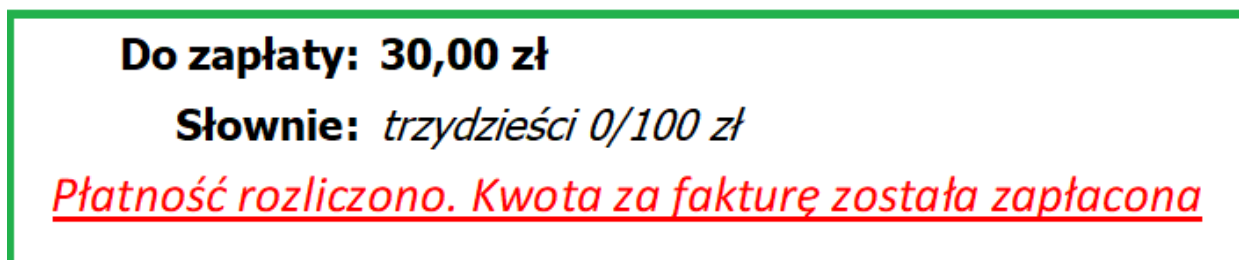 Do zapłaty: 30,00 zł
Słownie: trzydzieści 0/100 zł
Płatność rozliczono. Kwota za fakturę została zapłacona